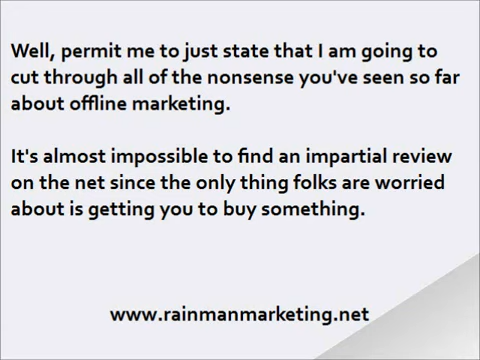 Well, permit me to just state that I am going to
cut through all of the nonsense you've seen so far
about offline marketing.
It's almost impossible to find an impartial review
on the net since the only thing folks are worried
about is getting you to buy something.
www.rainmanmarketing.net